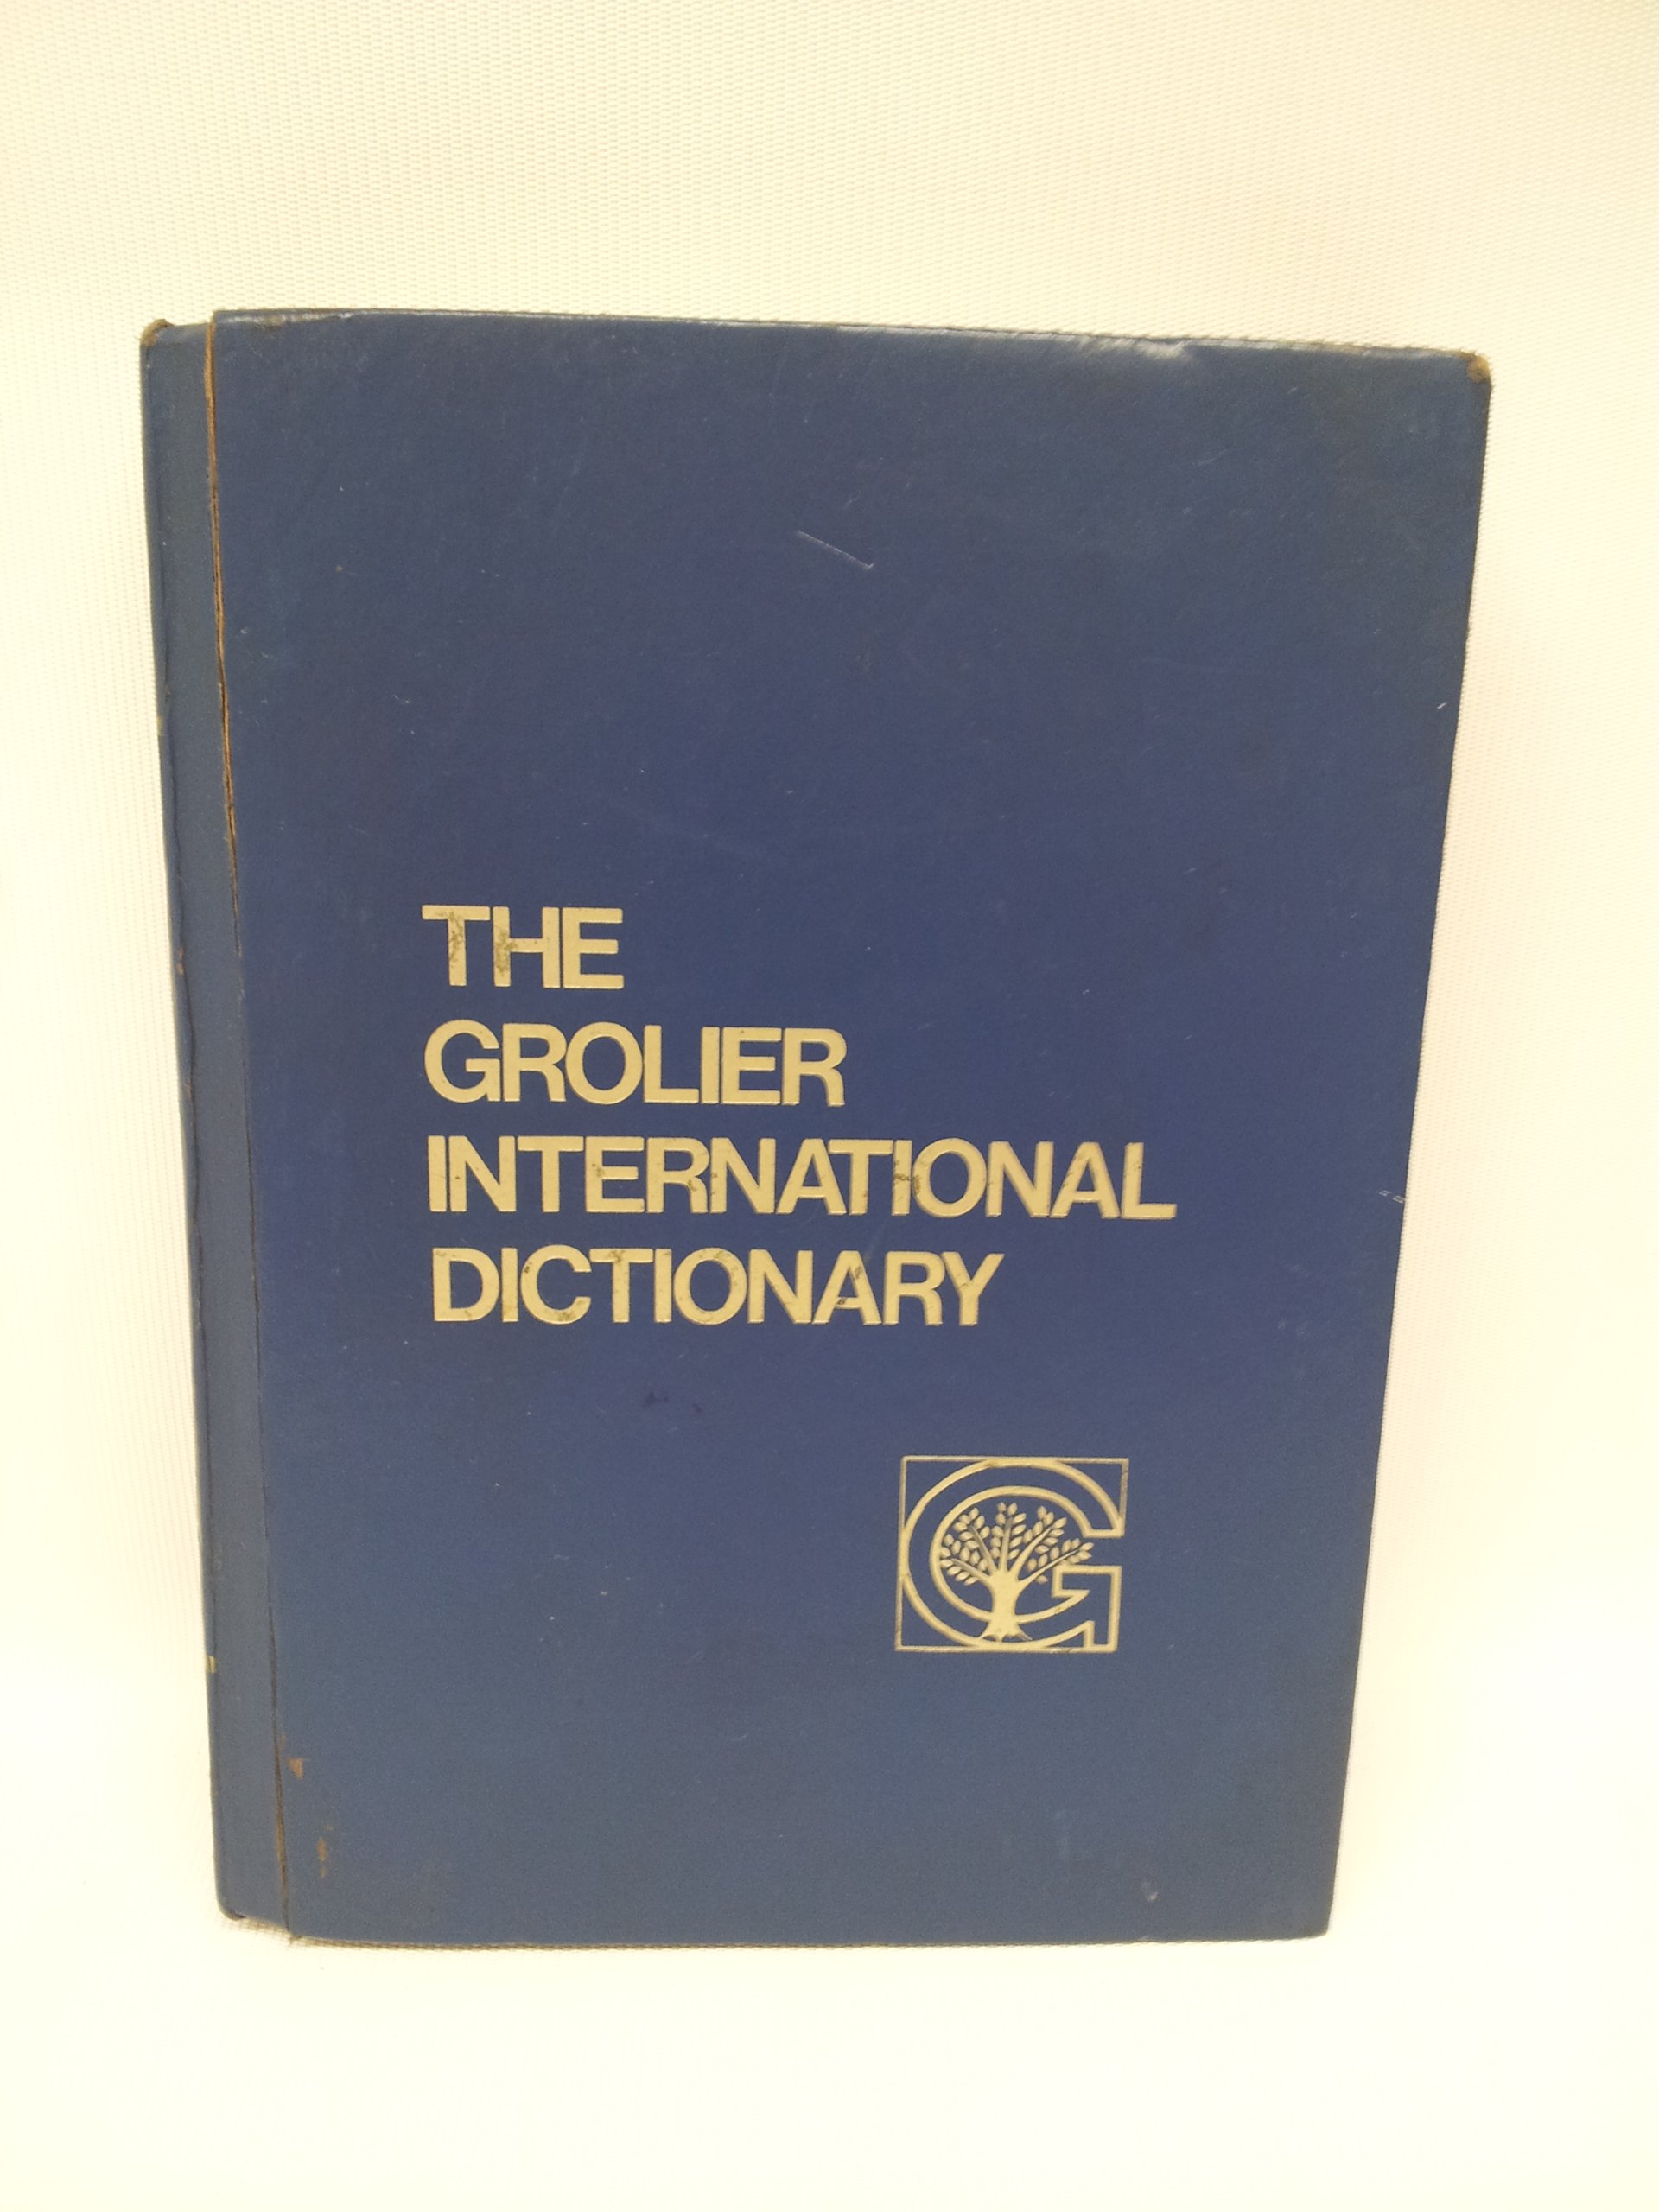 THE
GROLIER
INTERNATIONAL
DICTIONARY
G